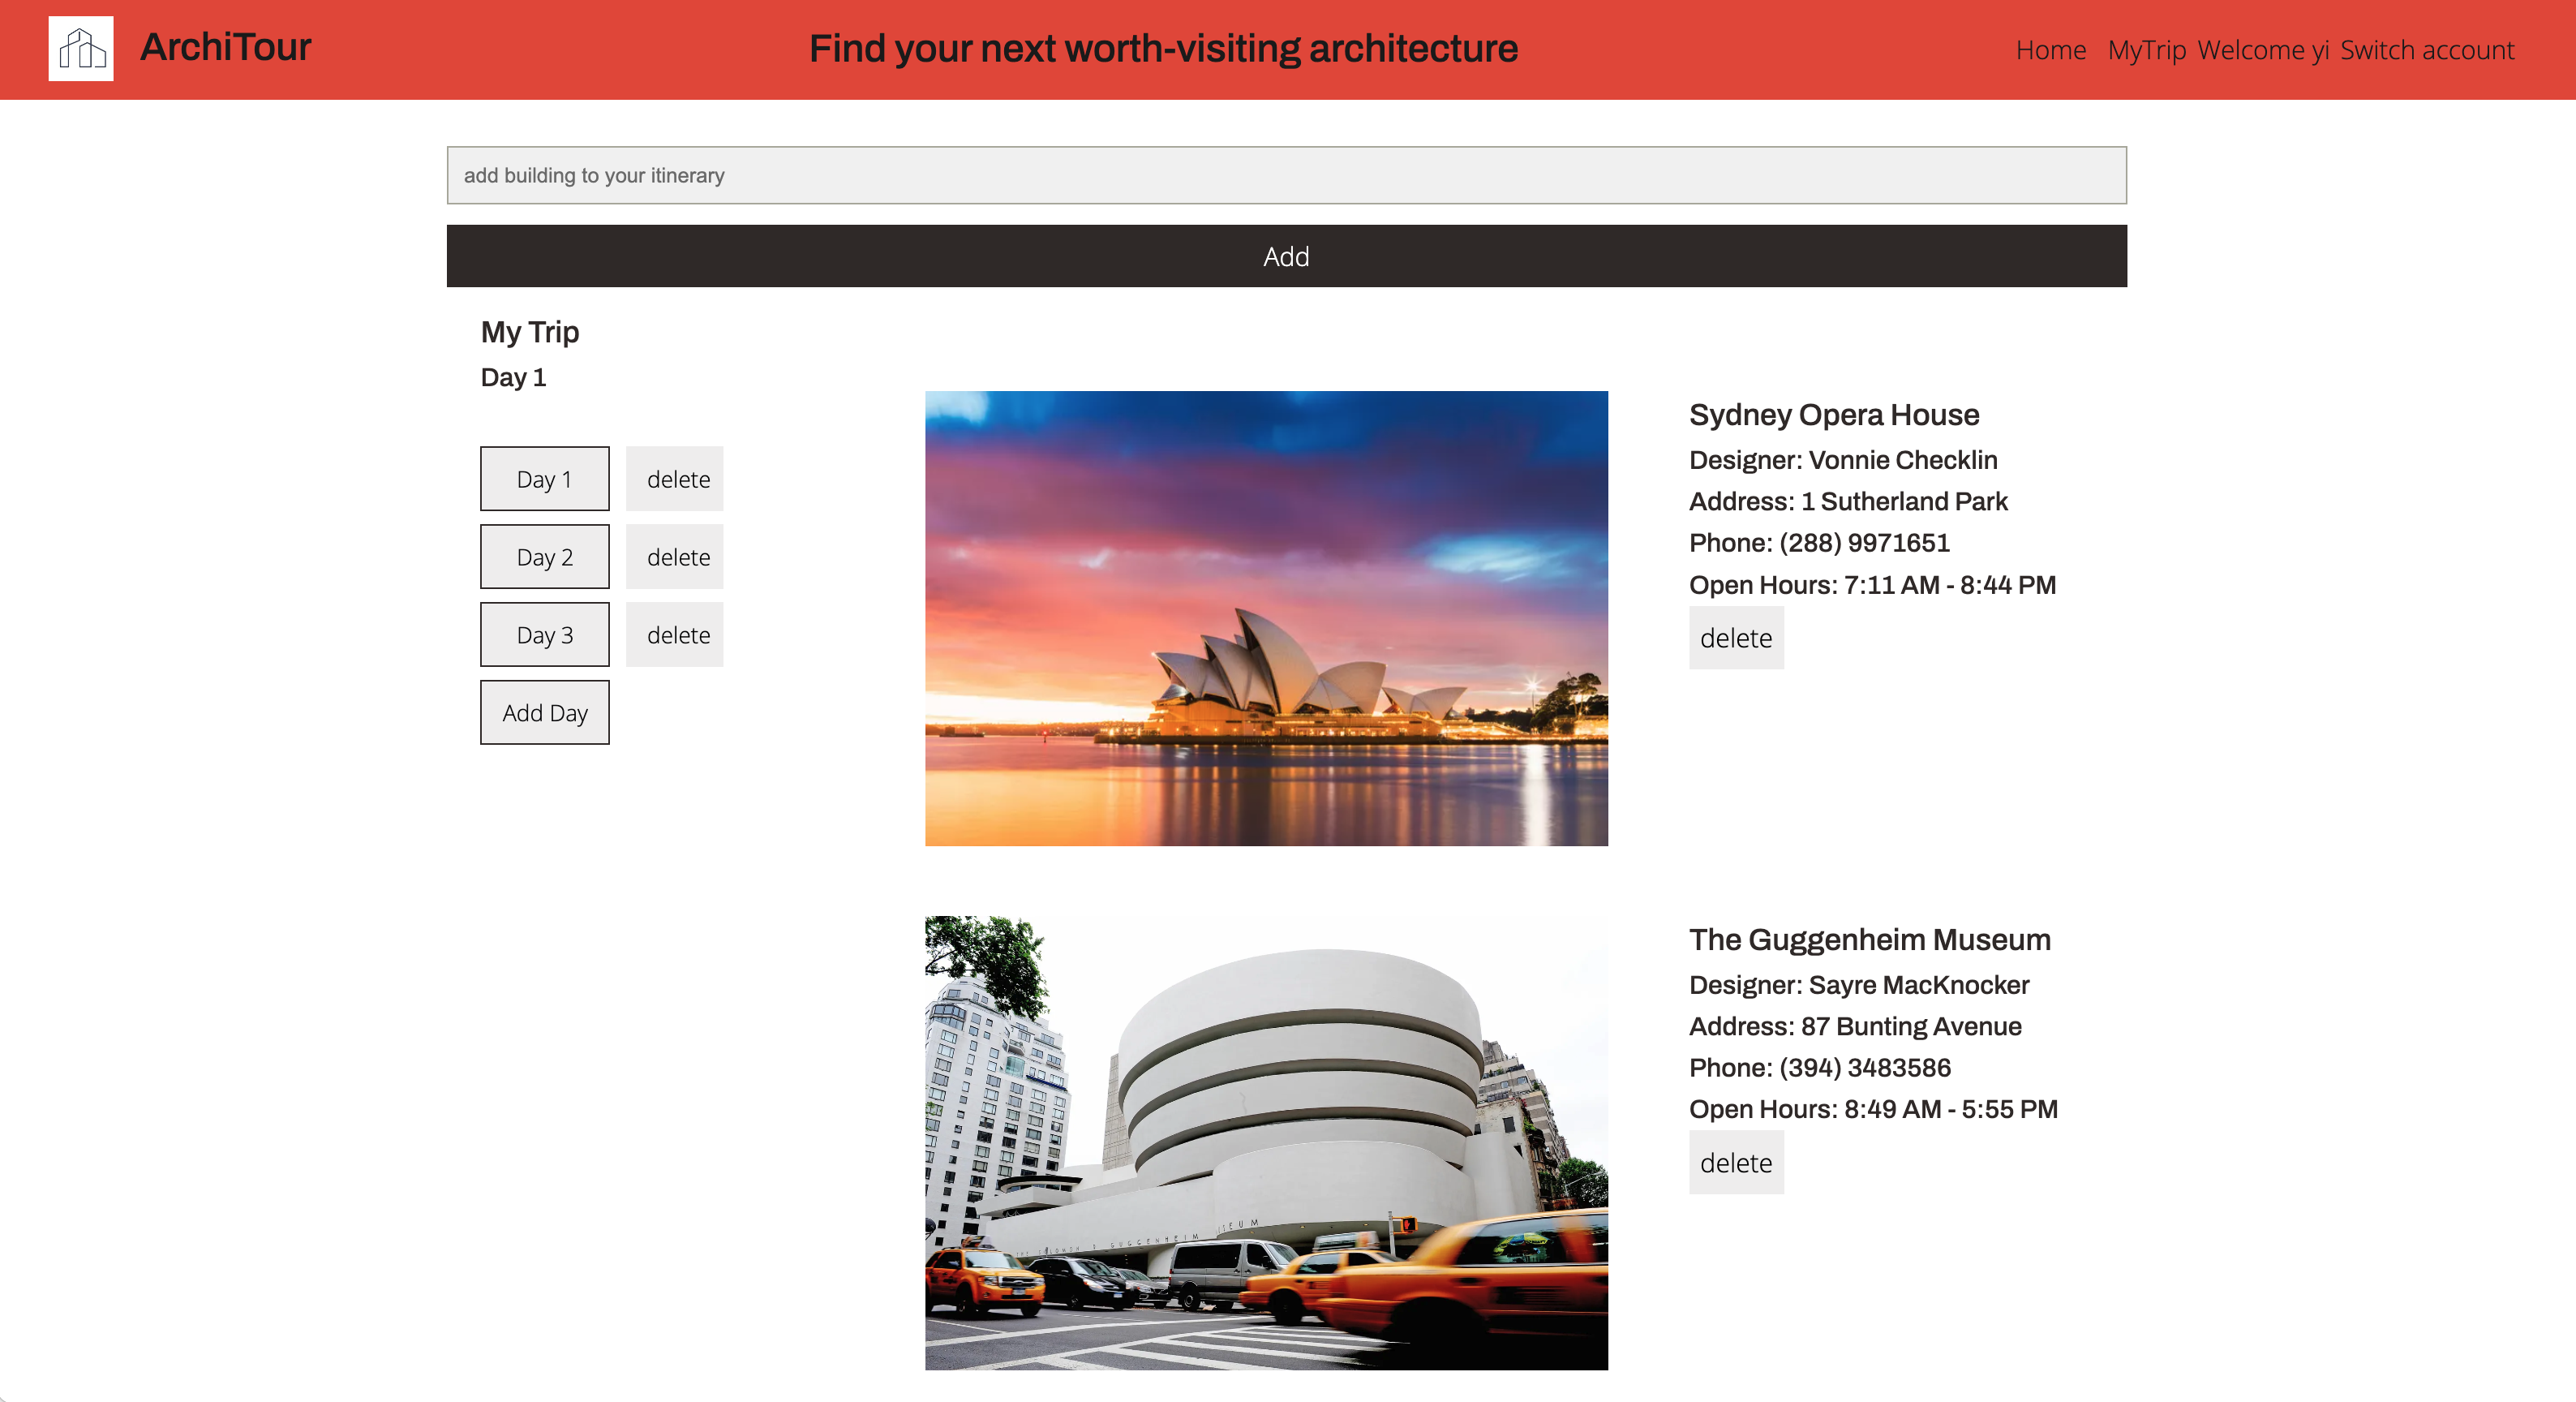 ArchiTour
Find your next worth-visiting architecture
Home MyTrip Welcome yi Switch account
add building to your itinerary
Add
My Trip
Day 1
Day 1 delete
Day 2 delete
Day 3 delete
Add Day
Sydney Opera House
Designer: Vonnie Checklin
Address: 1 Sutherland Park
Phone: (288) 9971651
Open Hours: 7:11 AM - 8:44 PM
delete
The Guggenheim Museum
Designer: Sayre MacKnocker
Address: 87 Bunting Avenue
Phone: (394) 3483586
Open Hours: 8:49 AM - 5:55 PM
delete
GUGGENHEIM